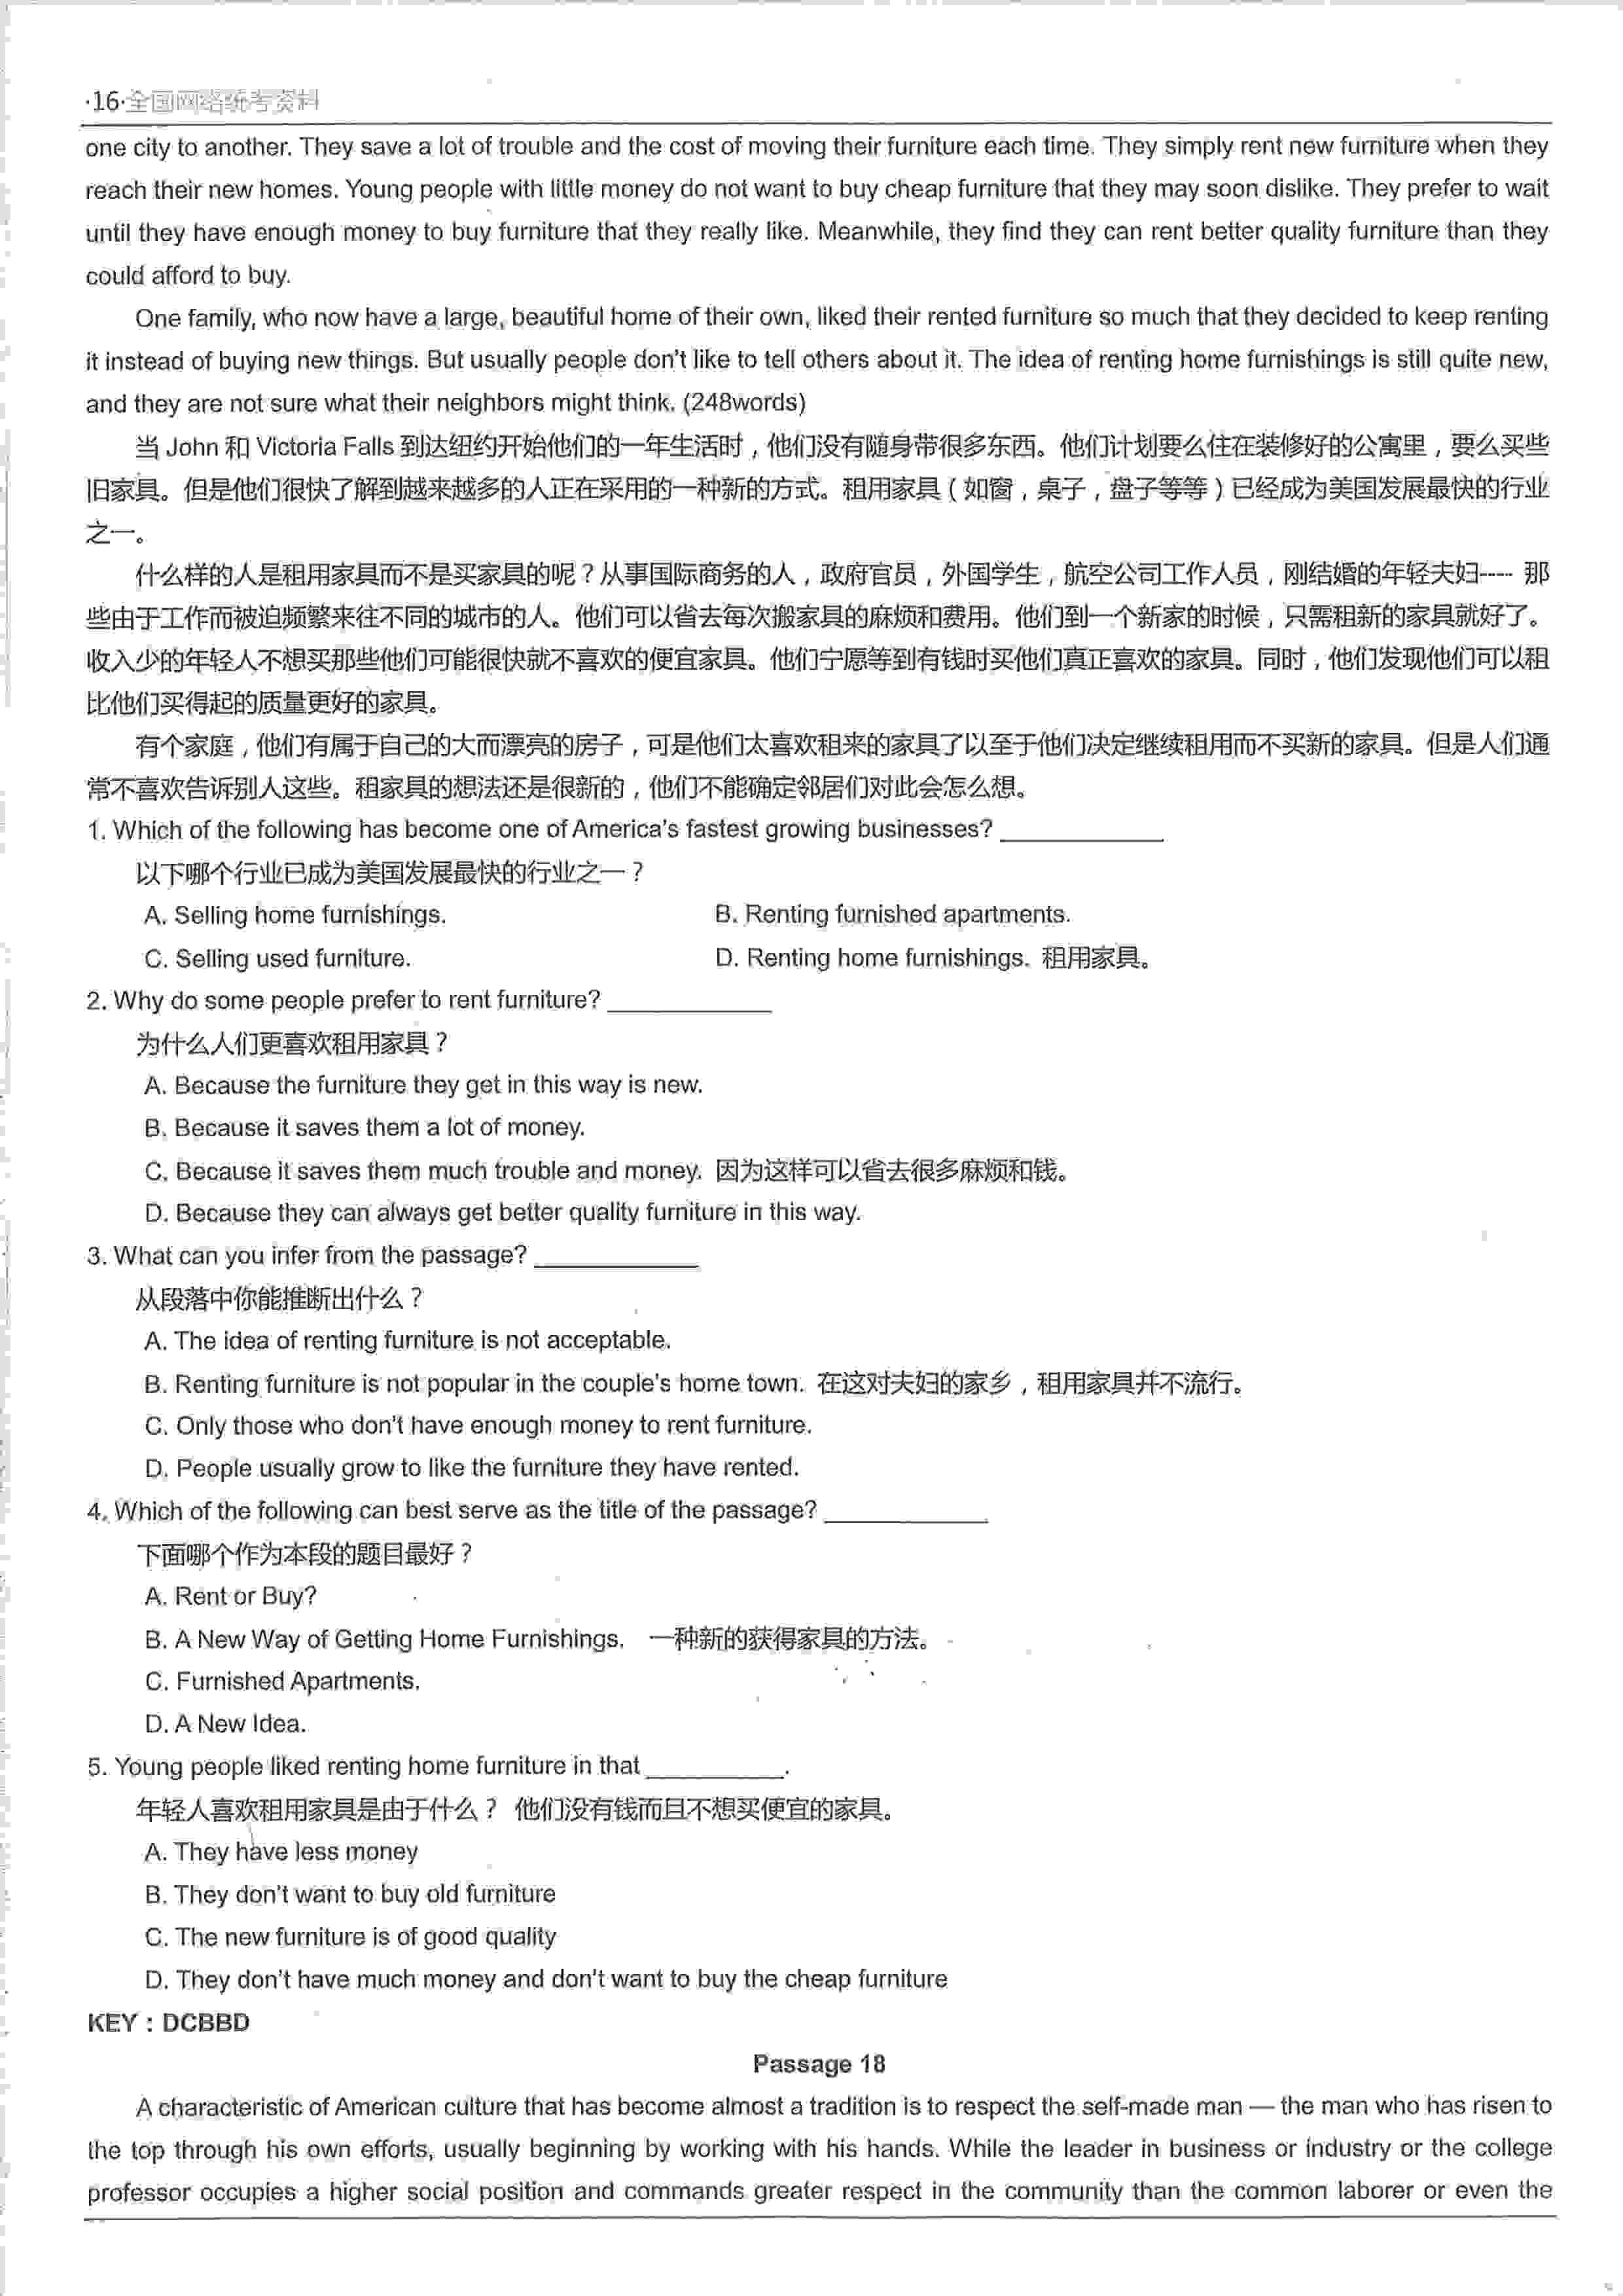 ·16·全国网络统考资料
one city to another. They save a lot of trouble and the cost of moving their furniture each time. They simply rent new furniture when they
reach their new homes. Young people with little money do not want to buy cheap furniture that they may soon dislike. They prefer to wait
until they have enough money to buy furniture that they really like. Meanwhile, they find they can rent better quality furniture than they
could afford to buy.
One family, who now have a large, beautiful home of their own, liked their rented furniture so much that they decided to keep renting
it instead of buying new things. But usually people don't like to tell others about it. The idea of renting home furnishings is still quite new,
and they are not sure what their neighbors might think. (248words)
当 John 和 Victoria Falls 到达纽约开始他们的一年生活时，他们没有随身带很多东西。他们计划要么住在装修好的公寓里，要么买些
旧家具。但是他们很快了解到越来越多的人正在采用的一种新的方式。租用家具（如窗，桌子，盘子等等）已经成为美国发展最快的行业
之一。
什么样的人是租用家具而不是买家具的呢？从事国际商务的人，政府官员，外国学生，航空公司工作人员，刚结婚的年轻夫妇---- 那
些由于工作而被迫频繁来往不同的城市的人。他们可以省去每次搬家具的麻烦和费用。他们到一个新家的时候，只需租新的家具就好了。
收入少的年轻人不想买那些他们可能很快就不喜欢的便宜家具。他们宁愿等到有钱时买他们真正喜欢的家具。同时，他们发现他们可以租
比他们买得起的质量更好的家具。
有个家庭，他们有属于自己的大而漂亮的房子，可是他们太喜欢租来的家具了以至于他们决定继续租用而不买新的家具。但是人们通
常不喜欢告诉别人这些。租家具的想法还是很新的，他们不能确定邻居们对此会怎么想。
1. Which of the following has become one of America's fastest growing businesses? ____________
以下哪个行业已成为美国发展最快的行业之一？
A. Selling home furnishings. B. Renting furnished apartments.
C. Selling used furniture. D. Renting home furnishings. 租用家具。
2. Why do some people prefer to rent furniture? ____________
为什么人们更喜欢租用家具？
A. Because the furniture they get in this way is new.
B. Because it saves them a lot of money.
C. Because it saves them much trouble and money. 因为这样可以省去很多麻烦和钱。
D. Because they can always get better quality furniture in this way.
3. What can you infer from the passage? ____________
从段落中你能推断出什么？
A. The idea of renting furniture is not acceptable.
B. Renting furniture is not popular in the couple's home town. 在这对夫妇的家乡，租用家具并不流行。
C. Only those who don't have enough money to rent furniture.
D. People usually grow to like the furniture they have rented.
4. Which of the following can best serve as the title of the passage? ____________
下面哪个作为本段的题目最好？
A. Rent or Buy?
B. A New Way of Getting Home Furnishings. 一种新的获得家具的方法。
C. Furnished Apartments.
D. A New Idea.
5. Young people liked renting home furniture in that __________.
年轻人喜欢租用家具是由于什么？ 他们没有钱而且不想买便宜的家具。
A. They have less money
B. They don't want to buy old furniture
C. The new furniture is of good quality
D. They don't have much money and don't want to buy the cheap furniture
KEY：DCBBD
Passage 18
A characteristic of American culture that has become almost a tradition is to respect the self-made man — the man who has risen to
the top through his own efforts, usually beginning by working with his hands. While the leader in business or industry or the college
professor occupies a higher social position and commands greater respect in the community than the common laborer or even the